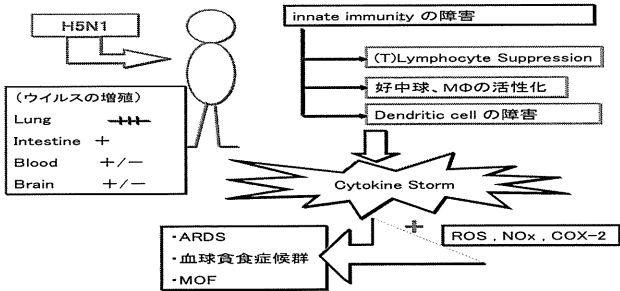 H5N1
innate immunity の障害
(T)Lymphocyte Suppression
好中球、MΦの活性化
Dendritic cell の障害
(ウイルスの増殖)
Lung ++++
Intestine +
Blood +/-
Brain +/-
Cytokine Storm
+
ROS , NOx , COX-2
・ARDS
・血球貪食症候群
・MOF